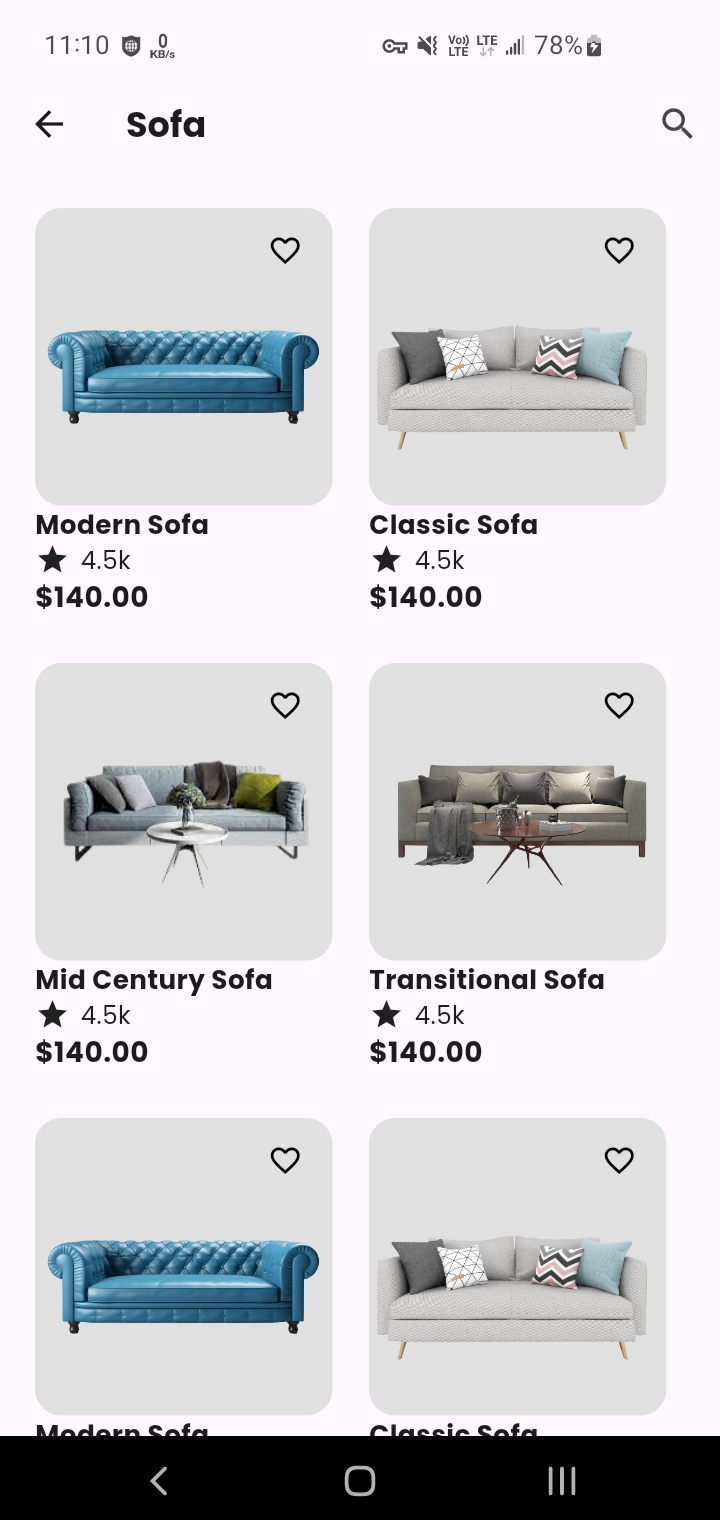 11:10 0 KB/s Vo)) LTE LTE 78%
Sofa
Modern Sofa Classic Sofa
4.5k 4.5k
$140.00 $140.00
Mid Century Sofa Transitional Sofa
4.5k 4.5k
$140.00 $140.00
Modern Sofa Classic Sofa